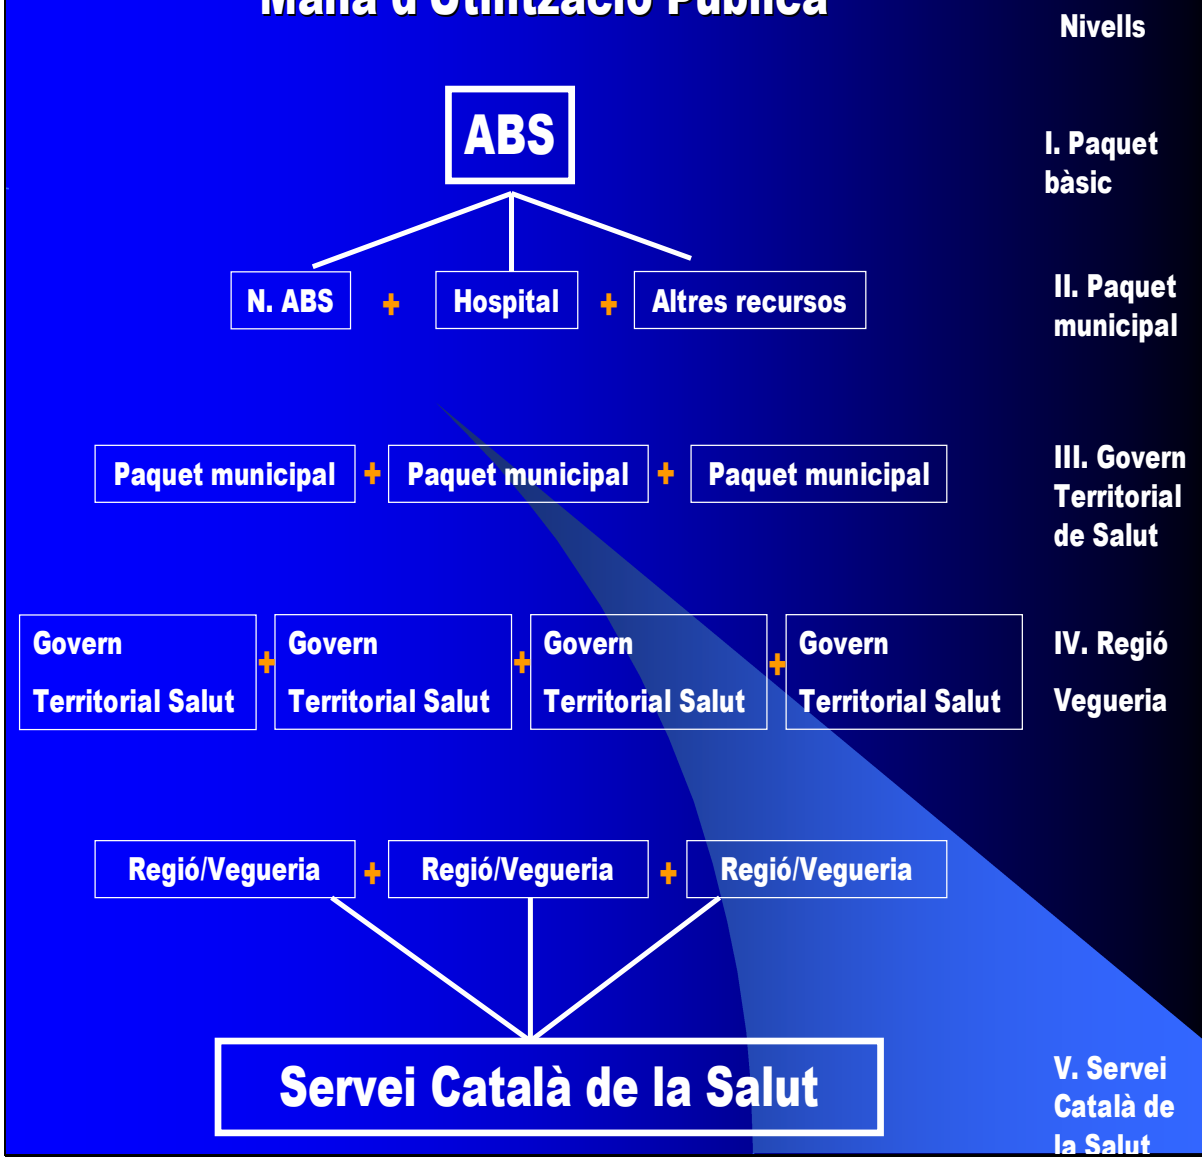 d'Utilització Pública
Nivells
ABS
I. Paquet
bàsic
N. ABS + Hospital + Altres recursos
II. Paquet
municipal
Paquet municipal + Paquet municipal + Paquet municipal
III. Govern
Territorial
de Salut
Govern
Territorial Salut
+
Govern
Territorial Salut
+
Govern
Territorial Salut
+
Govern
Territorial Salut
IV. Regió
Vegueria
Regió/Vegueria + Regió/Vegueria + Regió/Vegueria
Servei Català de la Salut
V. Servei
Català de
la Salut